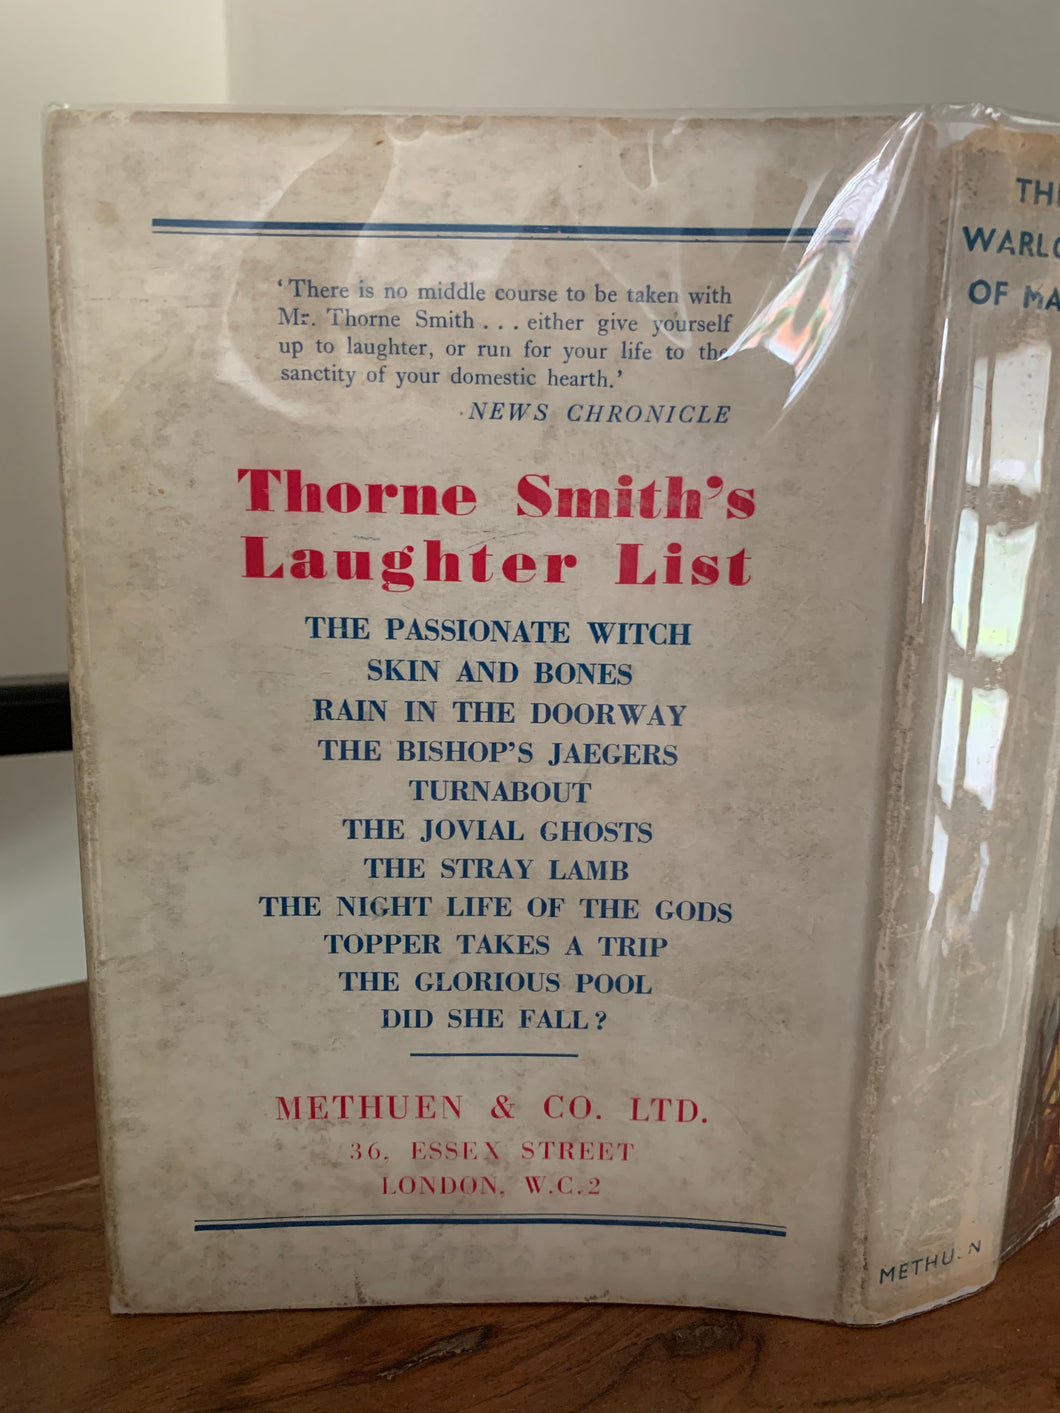 ‘There is no middle course to be taken with
Mr. Thorne Smith . . . either give yourself
up to laughter, or run for your life to the
sanctity of your domestic hearth.’
NEWS CHRONICLE
Thorne Smith’s
Laughter List
THE PASSIONATE WITCH
SKIN AND BONES
RAIN IN THE DOORWAY
THE BISHOP’S JAEGERS
TURNABOUT
THE JOVIAL GHOSTS
THE STRAY LAMB
THE NIGHT LIFE OF THE GODS
TOPPER TAKES A TRIP
THE GLORIOUS POOL
DID SHE FALL?
METHUEN & CO. LTD.
36, ESSEX STREET
LONDON, W.C.2
OF
METHUEN